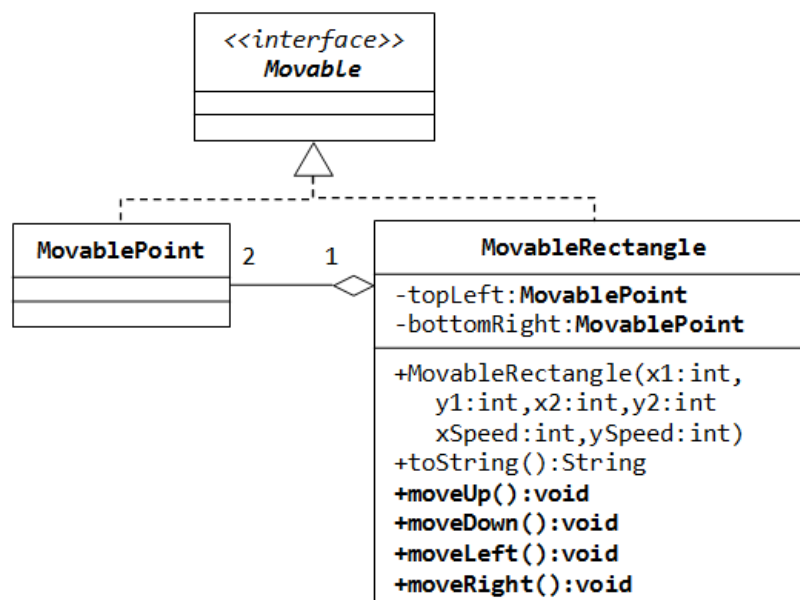 <<interface>>
Movable
MovablePoint
2
1
MovableRectangle
-topLeft:MovablePoint
-bottomRight:MovablePoint
+MovableRectangle(x1:int,
y1:int,x2:int,y2:int
xSpeed:int,ySpeed:int)
+toString():String
+moveUp():void
+moveDown():void
+moveLeft():void
+moveRight():void